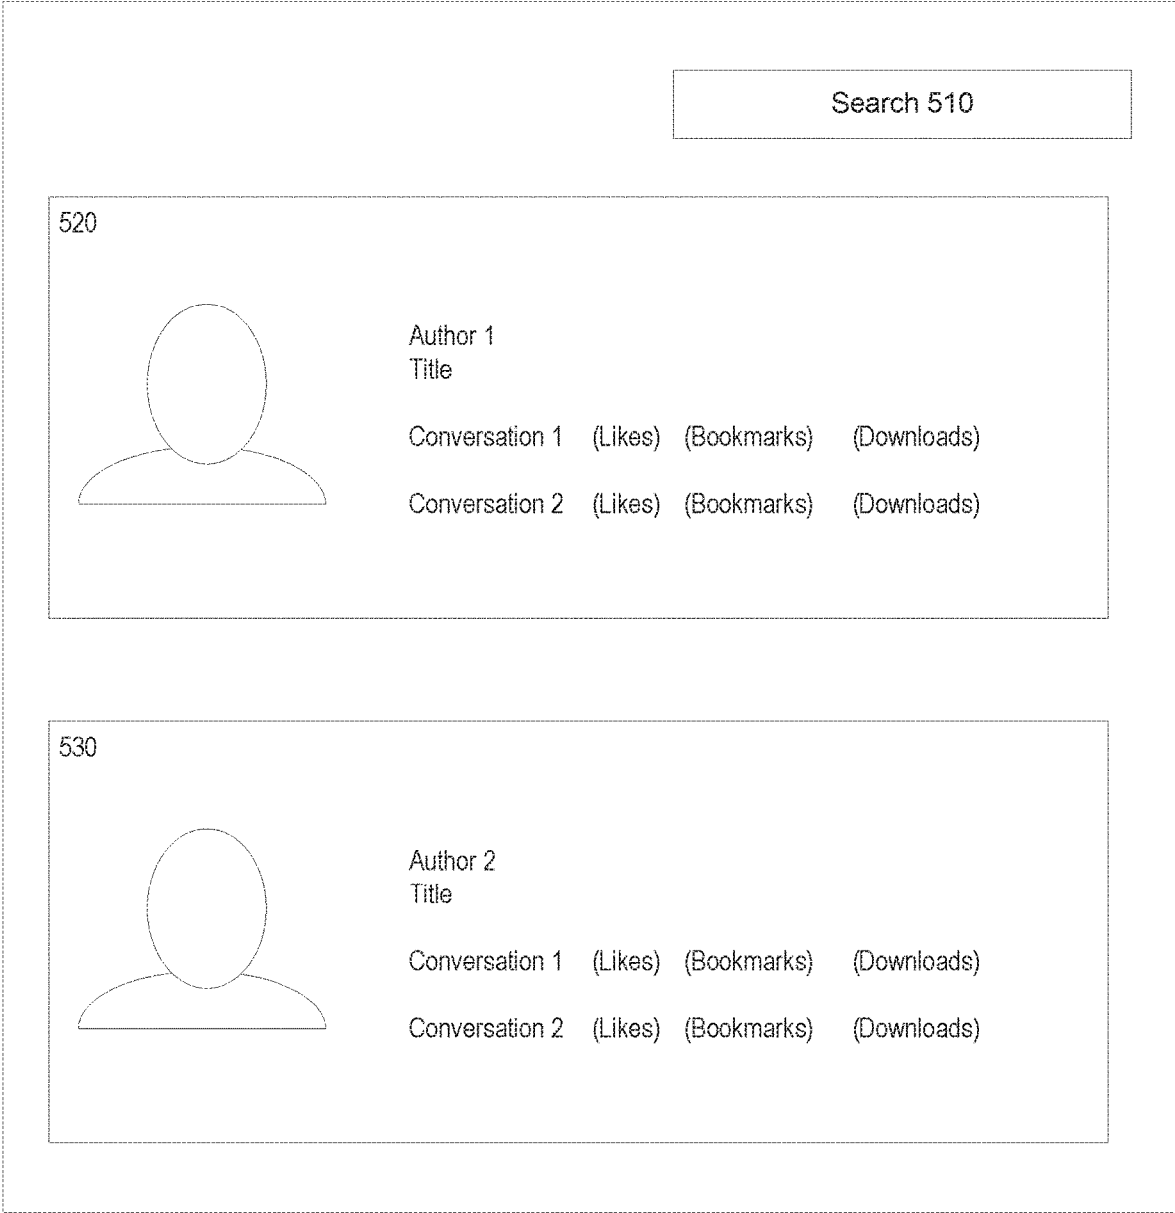 Search 510
520
Author 1
Title
Conversation 1 (Likes) (Bookmarks) (Downloads)
Conversation 2 (Likes) (Bookmarks) (Downloads)
530
Author 2
Title
Conversation 1 (Likes) (Bookmarks) (Downloads)
Conversation 2 (Likes) (Bookmarks) (Downloads)